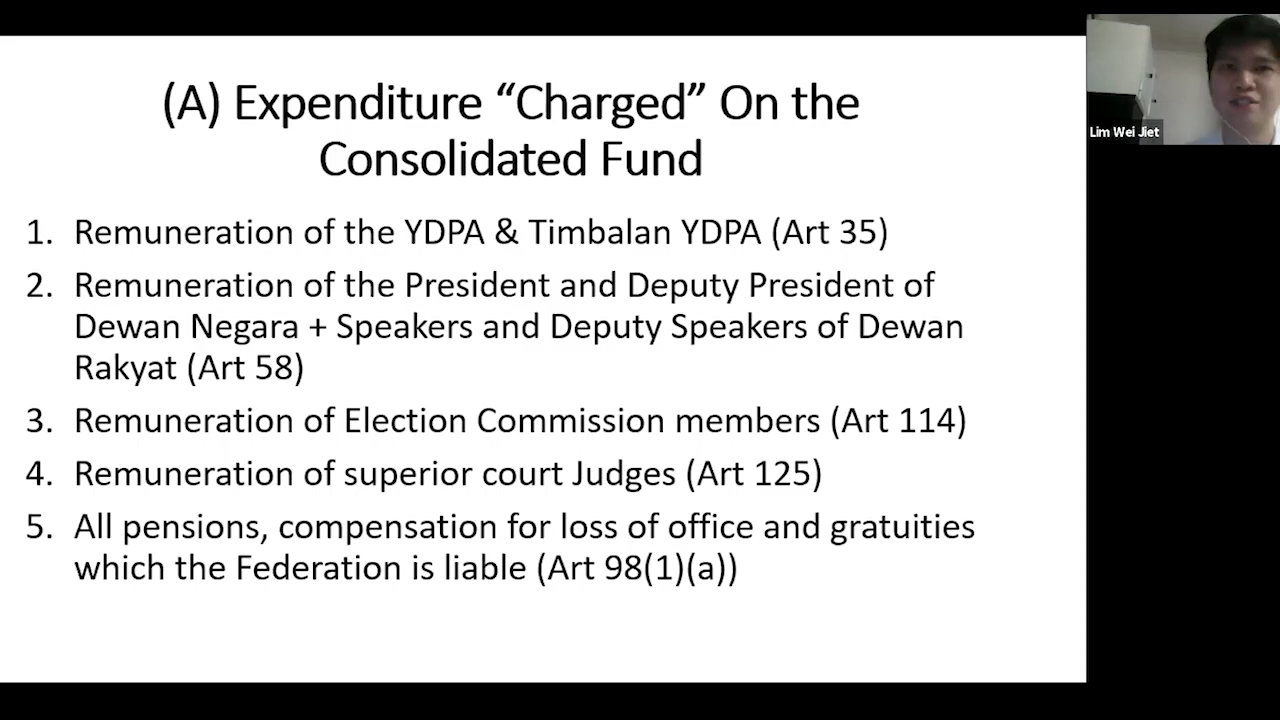 (A) Expenditure “Charged” On the
Consolidated Fund
1. Remuneration of the YDPA & Timbalan YDPA (Art 35)
2. Remuneration of the President and Deputy President of
Dewan Negara + Speakers and Deputy Speakers of Dewan
Rakyat (Art 58)
3. Remuneration of Election Commission members (Art 114)
4. Remuneration of superior court Judges (Art 125)
5. All pensions, compensation for loss of office and gratuities
which the Federation is liable (Art 98(1)(a))
Lim Wei Jiet